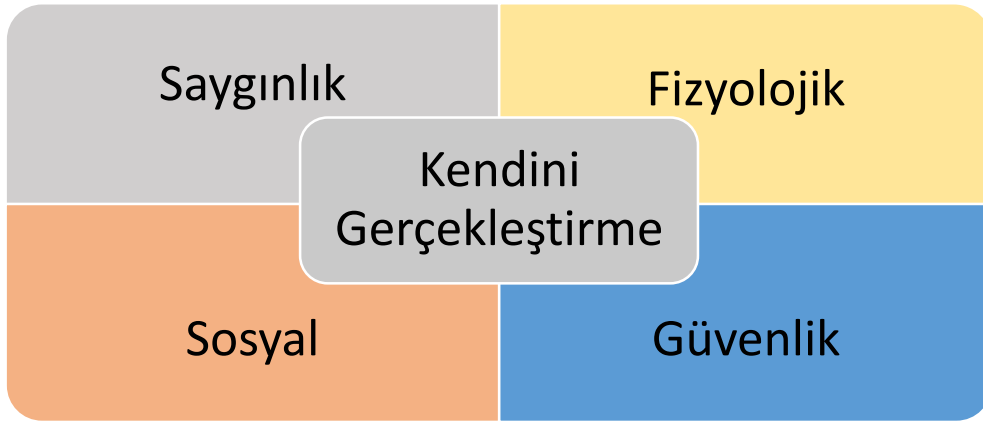 Saygınlık
Fizyolojik
Kendini
Gerçekleştirme
Sosyal
Güvenlik